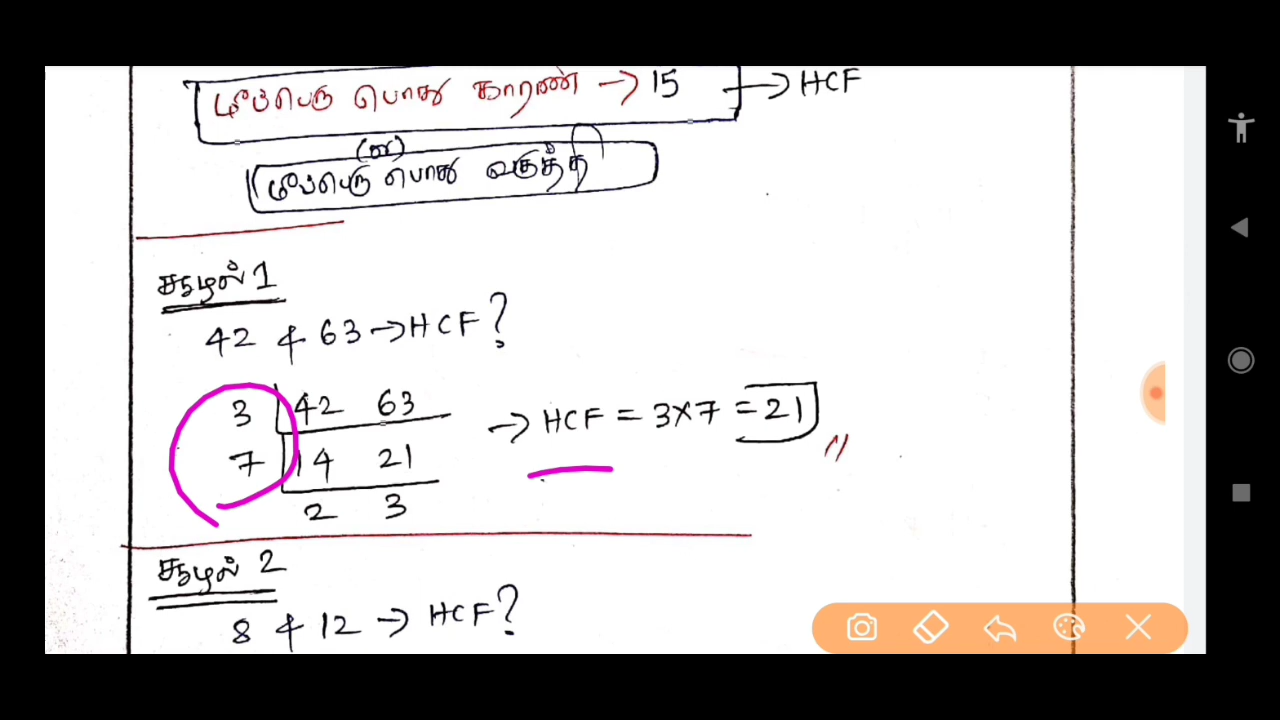 மீப்பெரு பொது காரணி → 15 → HCF
(or)
மீப்பெரு பொது வகுத்தி
சூழல் 1
42 & 63 → HCF?
3 42 63 → HCF = 3×7 = 21 //
7 14 21
2 3
சூழல் 2
8 & 12 → HCF?